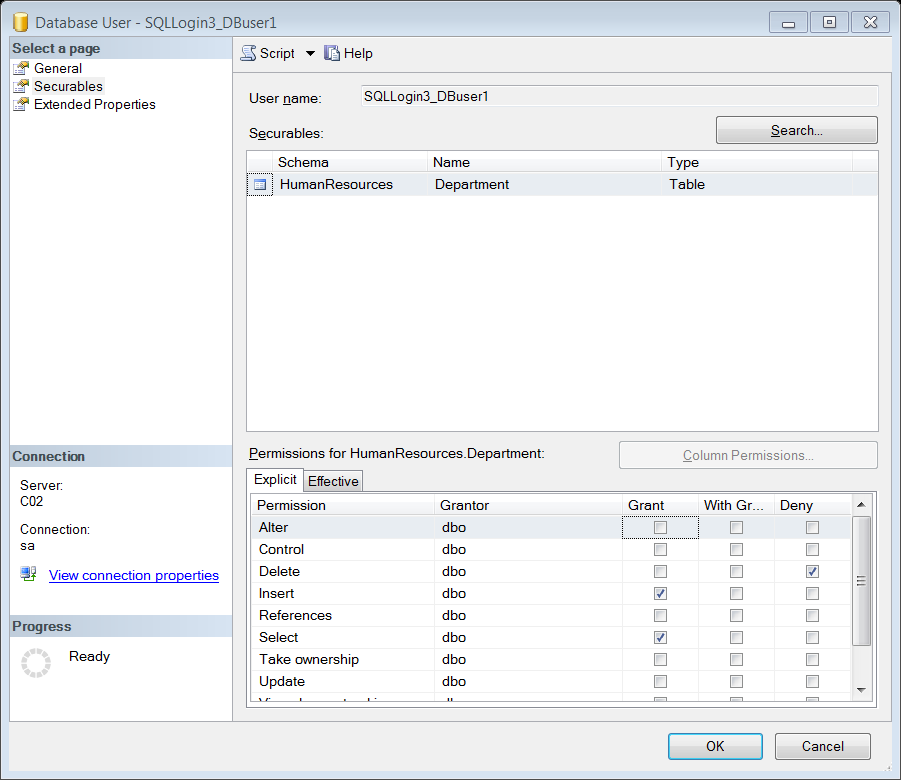 Database User - SQLLogin3_DBuser1
Select a page
General
Securables
Extended Properties
Script Help
User name: SQLLogin3_DBuser1
Securables:
Search...
Schema Name Type
HumanResources Department Table
Permissions for HumanResources.Department:
Column Permissions...
Explicit Effective
Permission Grantor Grant With Gr... Deny
Alter dbo
Control dbo
Delete dbo
Insert dbo
References dbo
Select dbo
Take ownership dbo
Update dbo
Connection
Server:
C02
Connection:
sa
View connection properties
Progress
Ready
OK Cancel